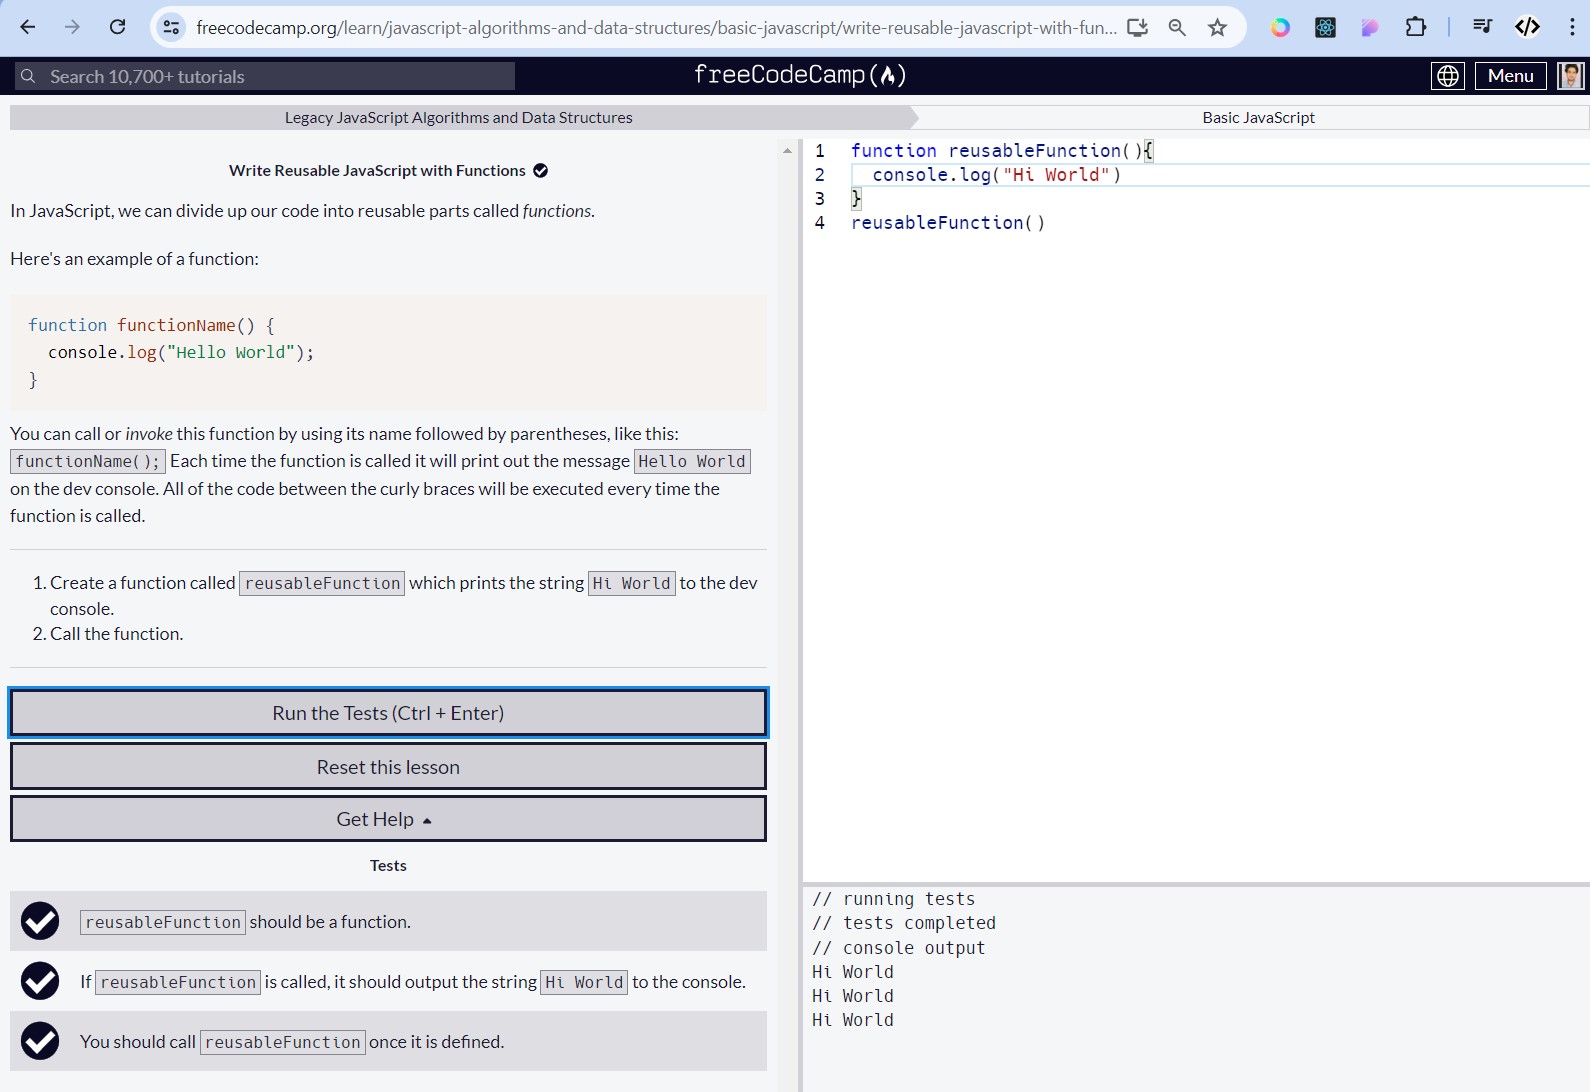 freecodecamp.org/learn/javascript-algorithms-and-data-structures/basic-javascript/write-reusable-javascript-with-fun...
Search 10,700+ tutorials
freeCodeCamp
Menu
Legacy JavaScript Algorithms and Data Structures
Basic JavaScript
Write Reusable JavaScript with Functions
In JavaScript, we can divide up our code into reusable parts called functions.
Here's an example of a function:
function functionName() {
  console.log("Hello World");
}
You can call or invoke this function by using its name followed by parentheses, like this:
functionName(); Each time the function is called it will print out the message Hello World
on the dev console. All of the code between the curly braces will be executed every time the
function is called.
1. Create a function called reusableFunction which prints the string Hi World to the dev
console.
2. Call the function.
Run the Tests (Ctrl + Enter)
Reset this lesson
Get Help
Tests
reusableFunction should be a function.
If reusableFunction is called, it should output the string Hi World to the console.
You should call reusableFunction once it is defined.
1 function reusableFunction(){
2   console.log("Hi World")
3 }
4 reusableFunction()
// running tests
// tests completed
// console output
Hi World
Hi World
Hi World